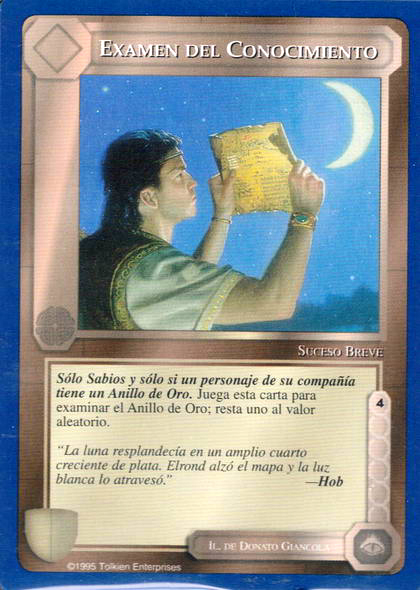 Examen del Conocimiento
Suceso Breve
Sólo Sabios y sólo si un personaje de su compañía
tiene un Anillo de Oro. Juega esta carta para
examinar el Anillo de Oro; resta uno al valor
aleatorio.
4
“La luna resplandecía en un amplio cuarto
creciente de plata. Elrond alzó el mapa y la luz
blanca lo atravesó.”
—Hob
Il. de Donato Giancola
©1995 Tolkien Enterprises